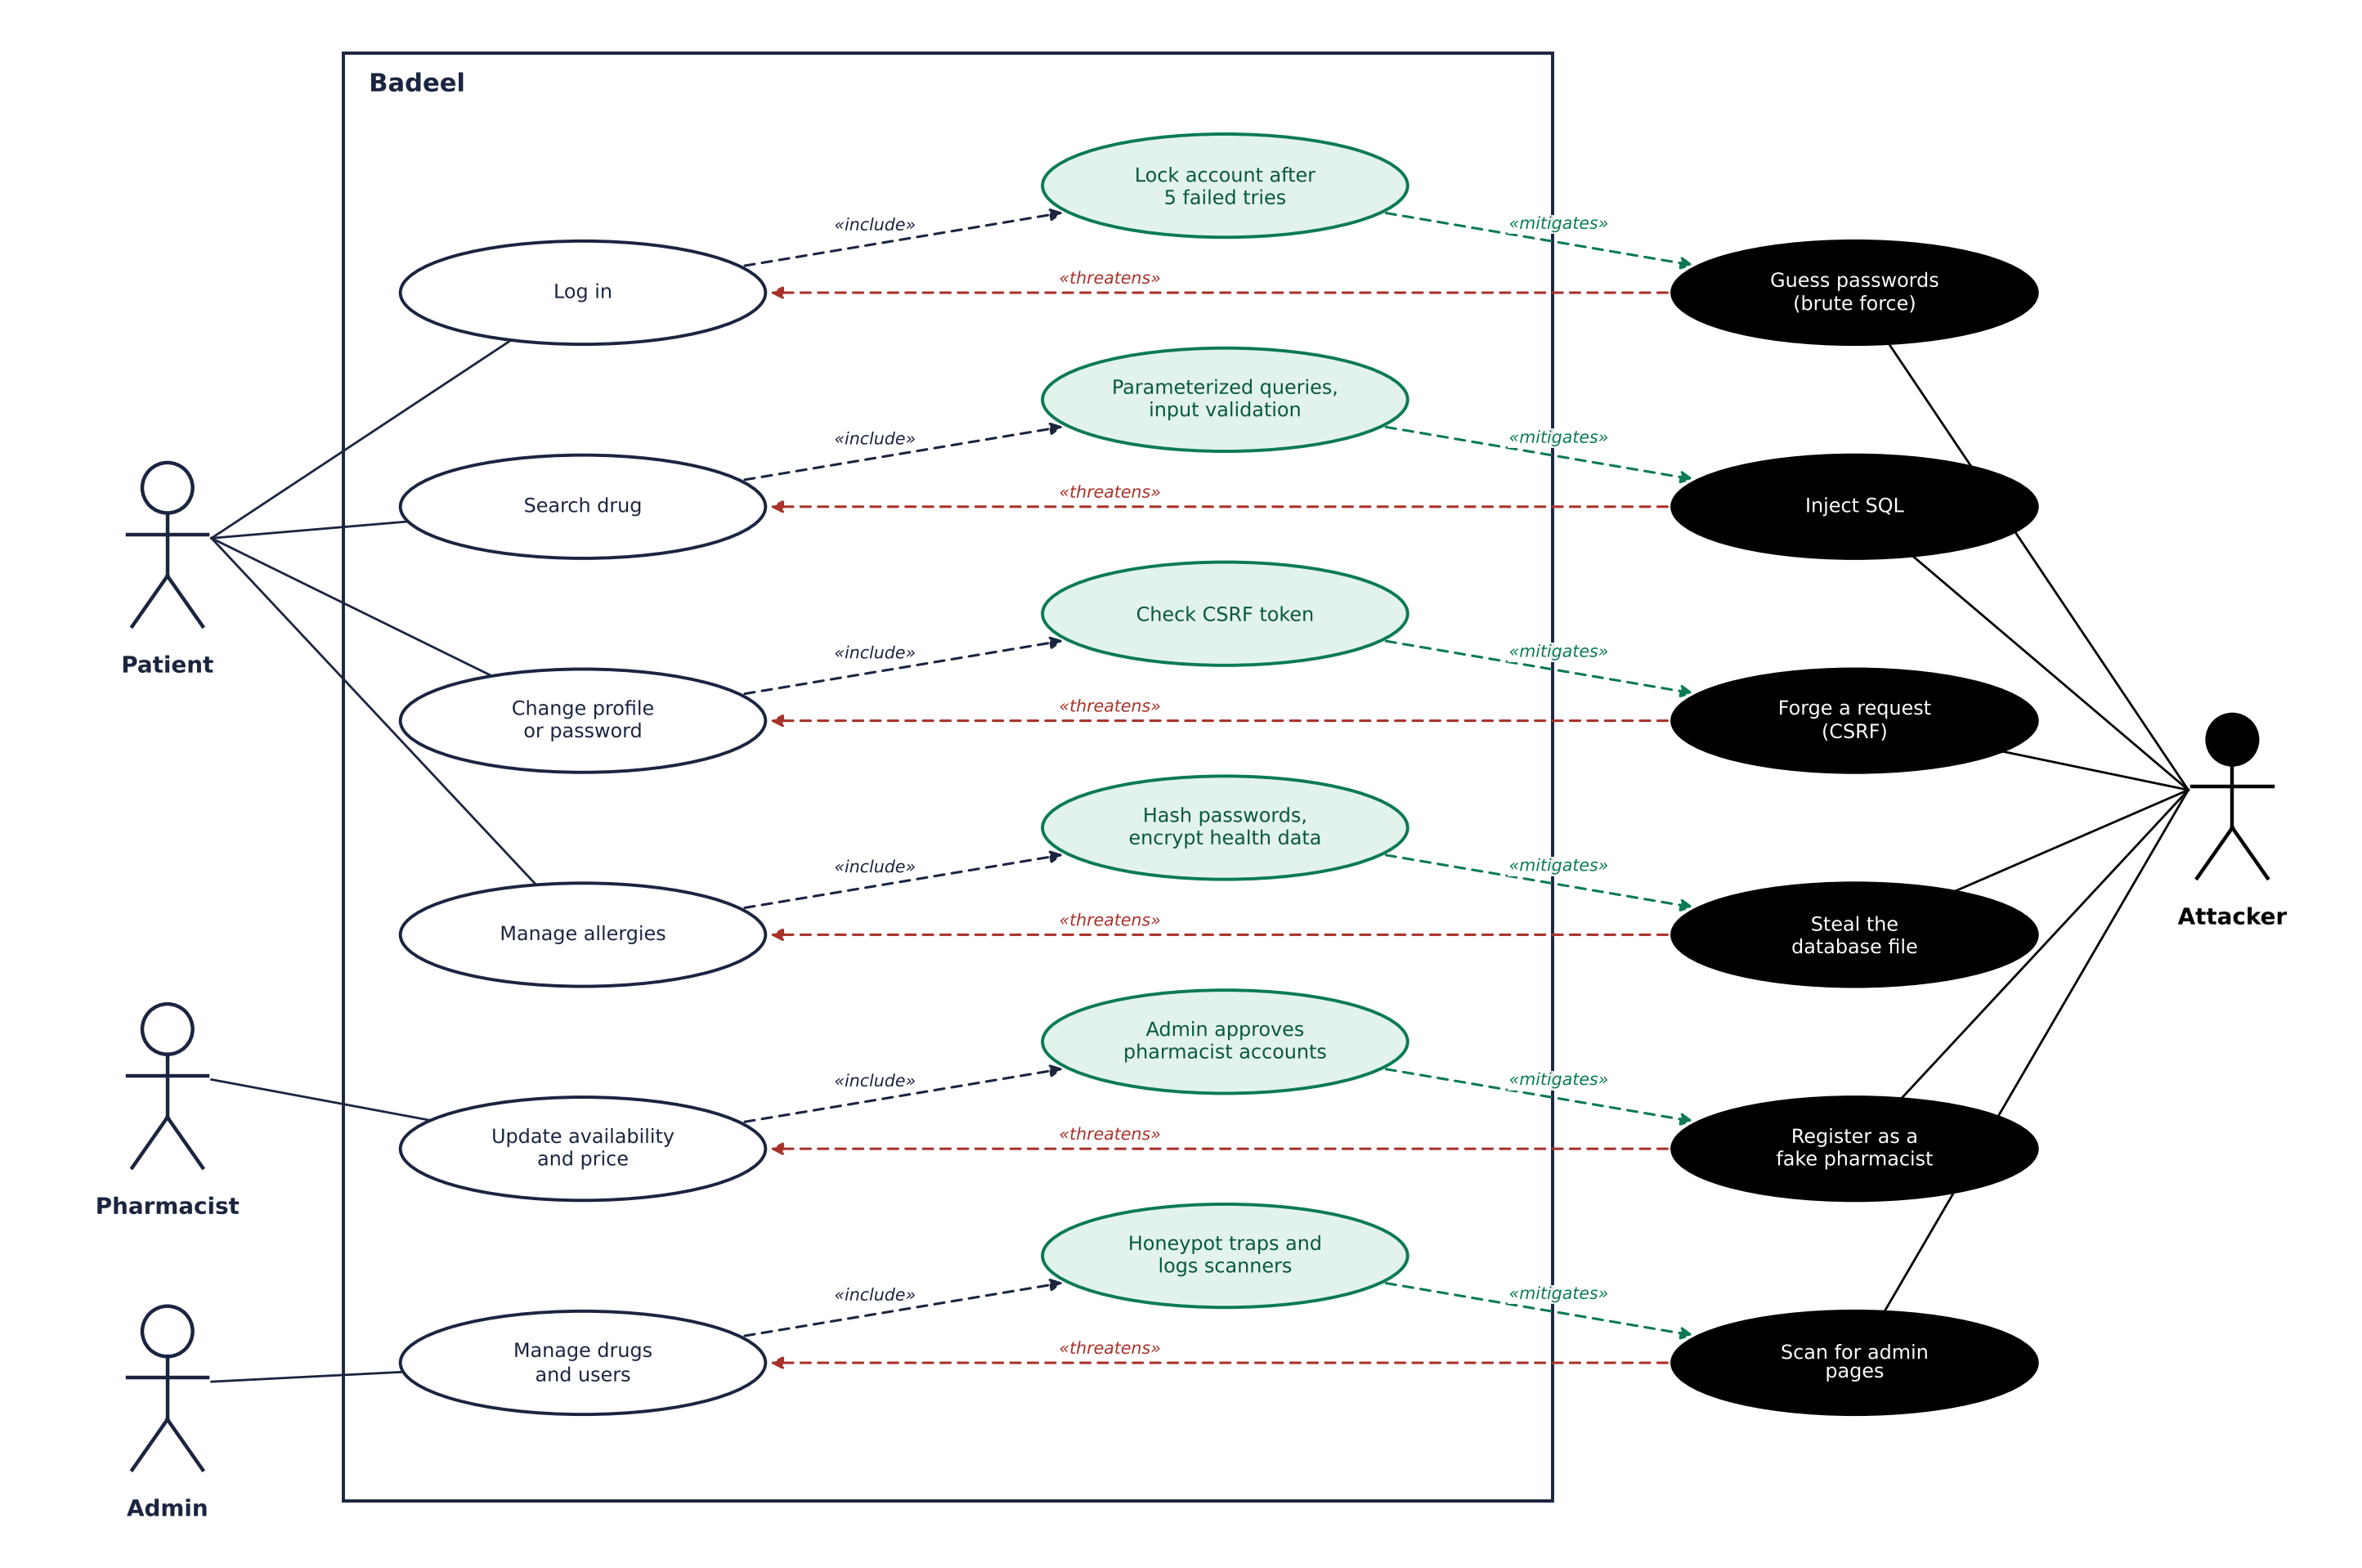 Badeel
Lock account after
5 failed tries
«include»
«mitigates»
Log in
«threatens»
Guess passwords
(brute force)
Parameterized queries,
input validation
«include»
«mitigates»
Search drug
«threatens»
Inject SQL
Patient
Check CSRF token
«include»
«mitigates»
Change profile
or password
«threatens»
Forge a request
(CSRF)
Hash passwords,
encrypt health data
«include»
«mitigates»
Manage allergies
«threatens»
Steal the
database file
Attacker
Admin approves
pharmacist accounts
«include»
«mitigates»
Update availability
and price
«threatens»
Register as a
fake pharmacist
Pharmacist
Honeypot traps and
logs scanners
«include»
«mitigates»
Manage drugs
and users
«threatens»
Scan for admin
pages
Admin